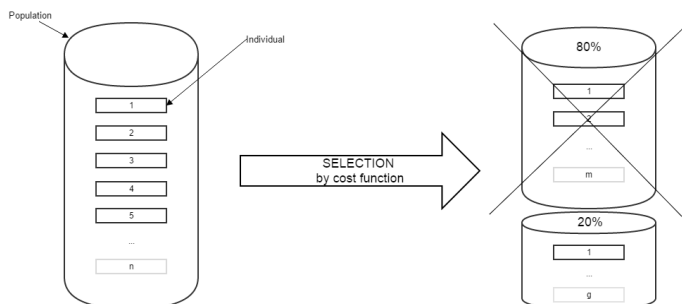 Population
Individual
1
2
3
4
5
...
n
SELECTION
by cost function
80%
1
2
...
m
20%
1
...
g